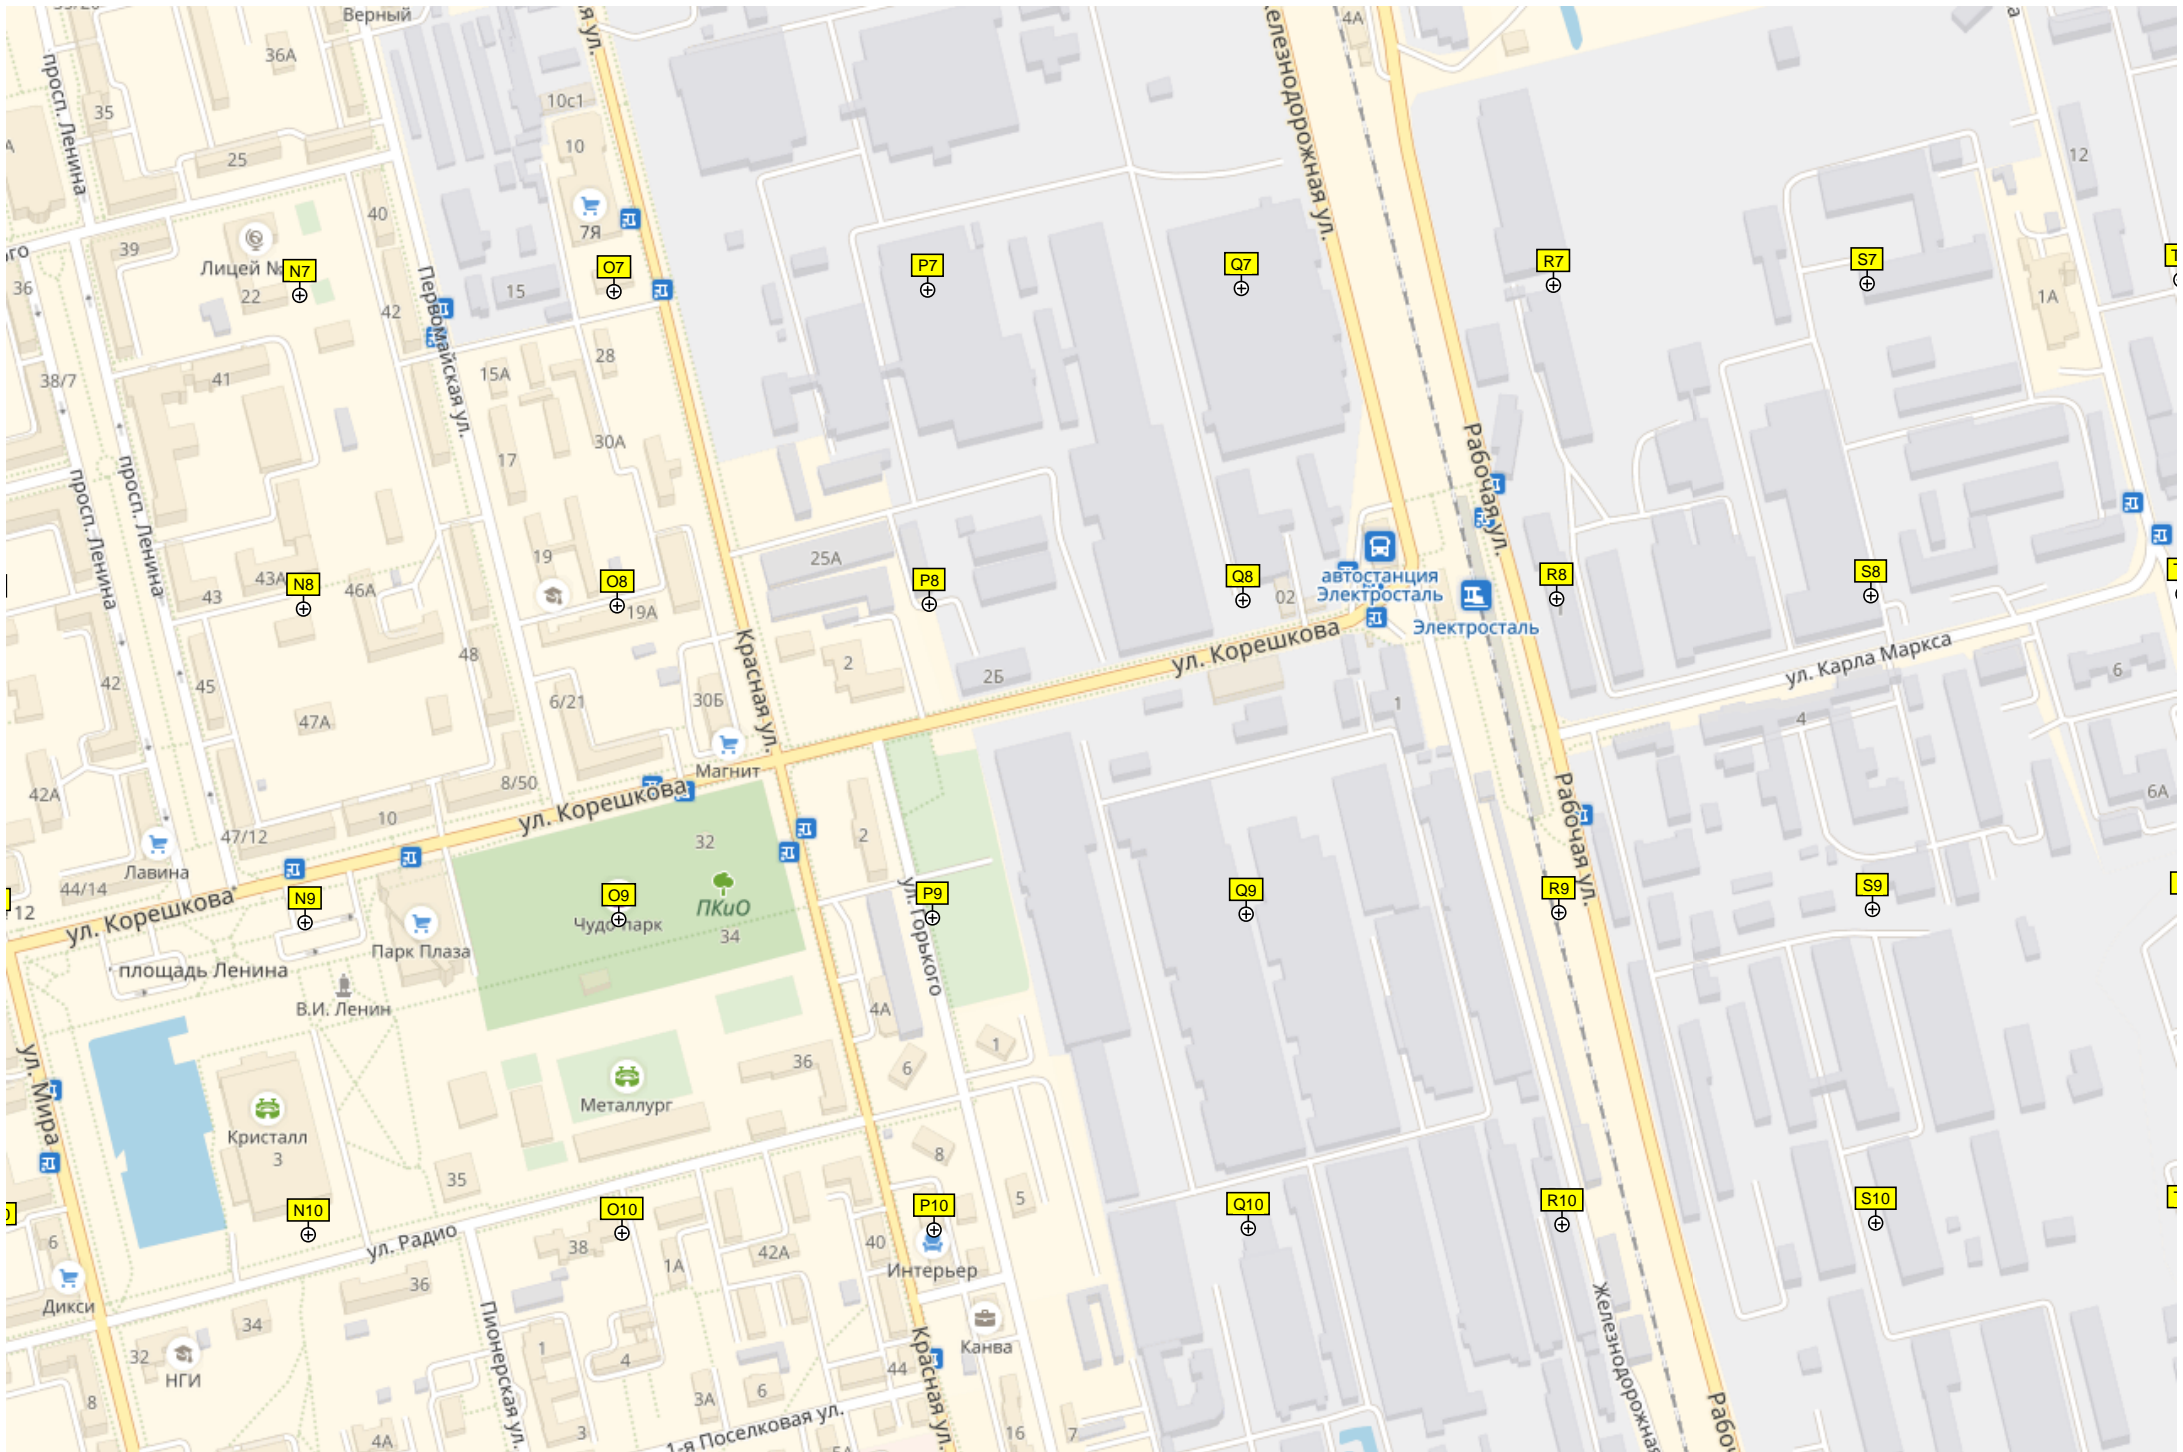 Верный
4А
36А
35
25
10с1
10
12
просп. Ленина
Железнодорожная ул.
40
39
7Я
Лицей №
22
36
N7
O7
P7
Q7
R7
S7
15
42
1А
Первомайская ул.
28
15А
41
38/7
30А
17
Рабочая ул.
просп. Ленина
просп. Ленина
19
25А
43А
43
46А
N8
O8
P8
Q8
R8
S8
19А
02
автостанция
Электросталь
Электросталь
ул. Корешкова
ул. Карла Маркса
Красная ул.
48
2
2Б
42
45
6/21
30Б
47А
1
4
6
Магнит
8/50
42А
10
47/12
ул. Корешкова
32
2
6А
Рабочая ул.
Лавина
44/14
12
ул. Корешкова
N9
O9
P9
Q9
R9
S9
Чудо парк
ПКиО
34
ул. Горького
Парк Плаза
площадь Ленина
В.И. Ленин
4А
1
6
36
ул. Мира
Металлург
Кристалл
3
35
8
5
N10
O10
P10
Q10
R10
S10
ул. Радио
6
38
1А
42А
40
Интерьер
Дикси
36
34
32
НГИ
Пионерская ул.
1
4
Канва
Красная ул.
44
8
3А
6
3
4А
1-я Поселковая ул.
16
7
Железнодорожная